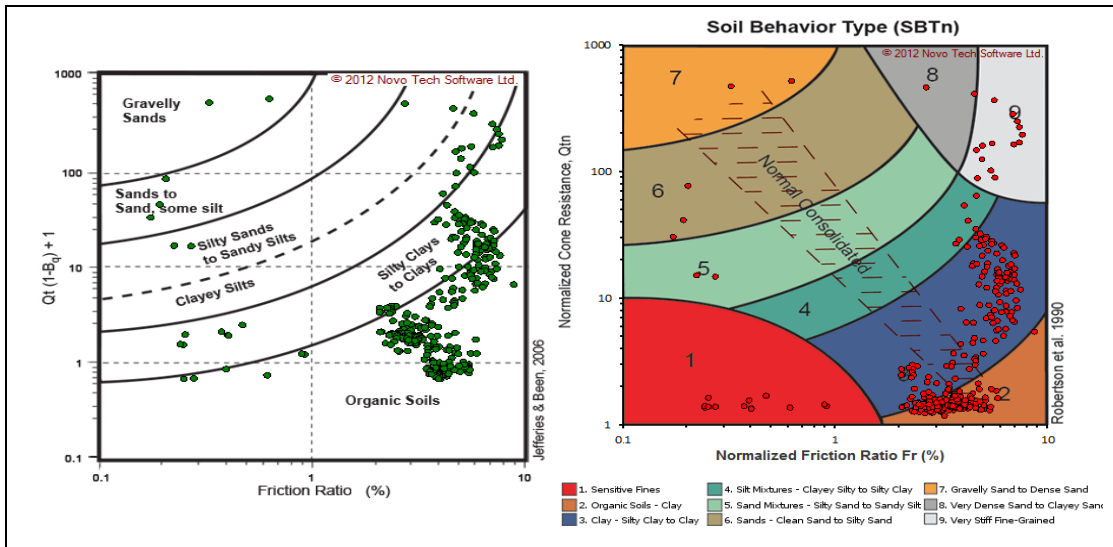 © 2012 Novo Tech Software Ltd.
1000
100
10
1
0.1
Qt (1-Bq) + 1
Gravelly
Sands
Sands to
Sand, some silt
Silty Sands
to Sandy Silts
Clayey Silts
Silty Clays
to Clays
Organic Soils
0.1
1
10
Friction Ratio (%)
Jefferies & Been, 2006
Soil Behavior Type (SBTn)
© 2012 Novo Tech Software Ltd.
1000
100
10
1
Normalized Cone Resistance, Qtn
7
8
9
6
Normal Consolidated
5
4
3
1
2
0.1
1
10
Normalized Friction Ratio Fr (%)
Robertson et al. 1990
1. Sensitive Fines
2. Organic Soils - Clay
3. Clay - Silty Clay to Clay
4. Silt Mixtures - Clayey Silty to Silty Clay
5. Sand Mixtures - Silty Sand to Sandy Silt
6. Sands - Clean Sand to Silty Sand
7. Gravelly Sand to Dense Sand
8. Very Dense Sand to Clayey Sand
9. Very Stiff Fine-Grained